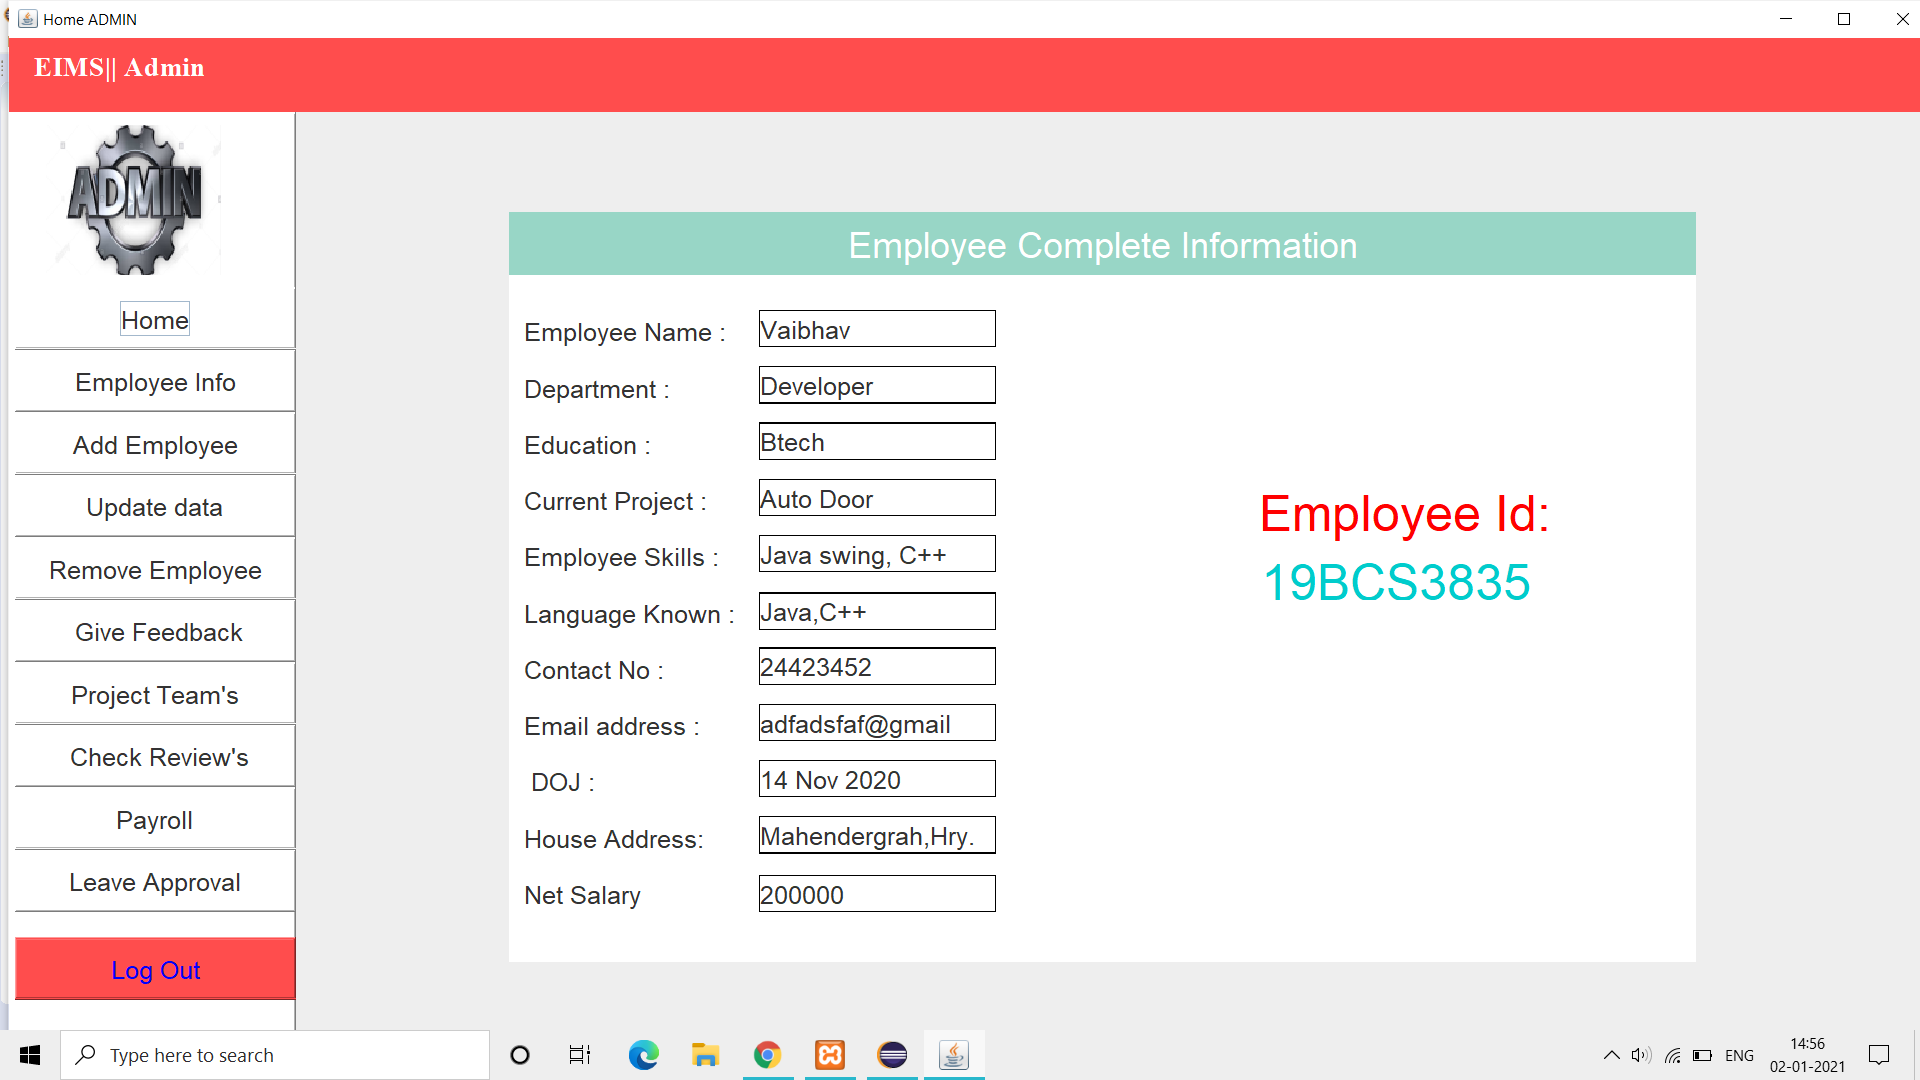 Home ADMIN
EIMS|| Admin
ADMIN
Home
Employee Info
Add Employee
Update data
Remove Employee
Give Feedback
Project Team's
Check Review's
Payroll
Leave Approval
Log Out
Employee Complete Information
Employee Name : Vaibhav
Department : Developer
Education : Btech
Current Project : Auto Door
Employee Skills : Java swing, C++
Language Known : Java,C++
Contact No : 24423452
Email address : adfadsfaf@gmail
DOJ : 14 Nov 2020
House Address: Mahendergrah,Hry.
Net Salary 200000
Employee Id:
19BCS3835
Type here to search
ENG
14:56
02-01-2021